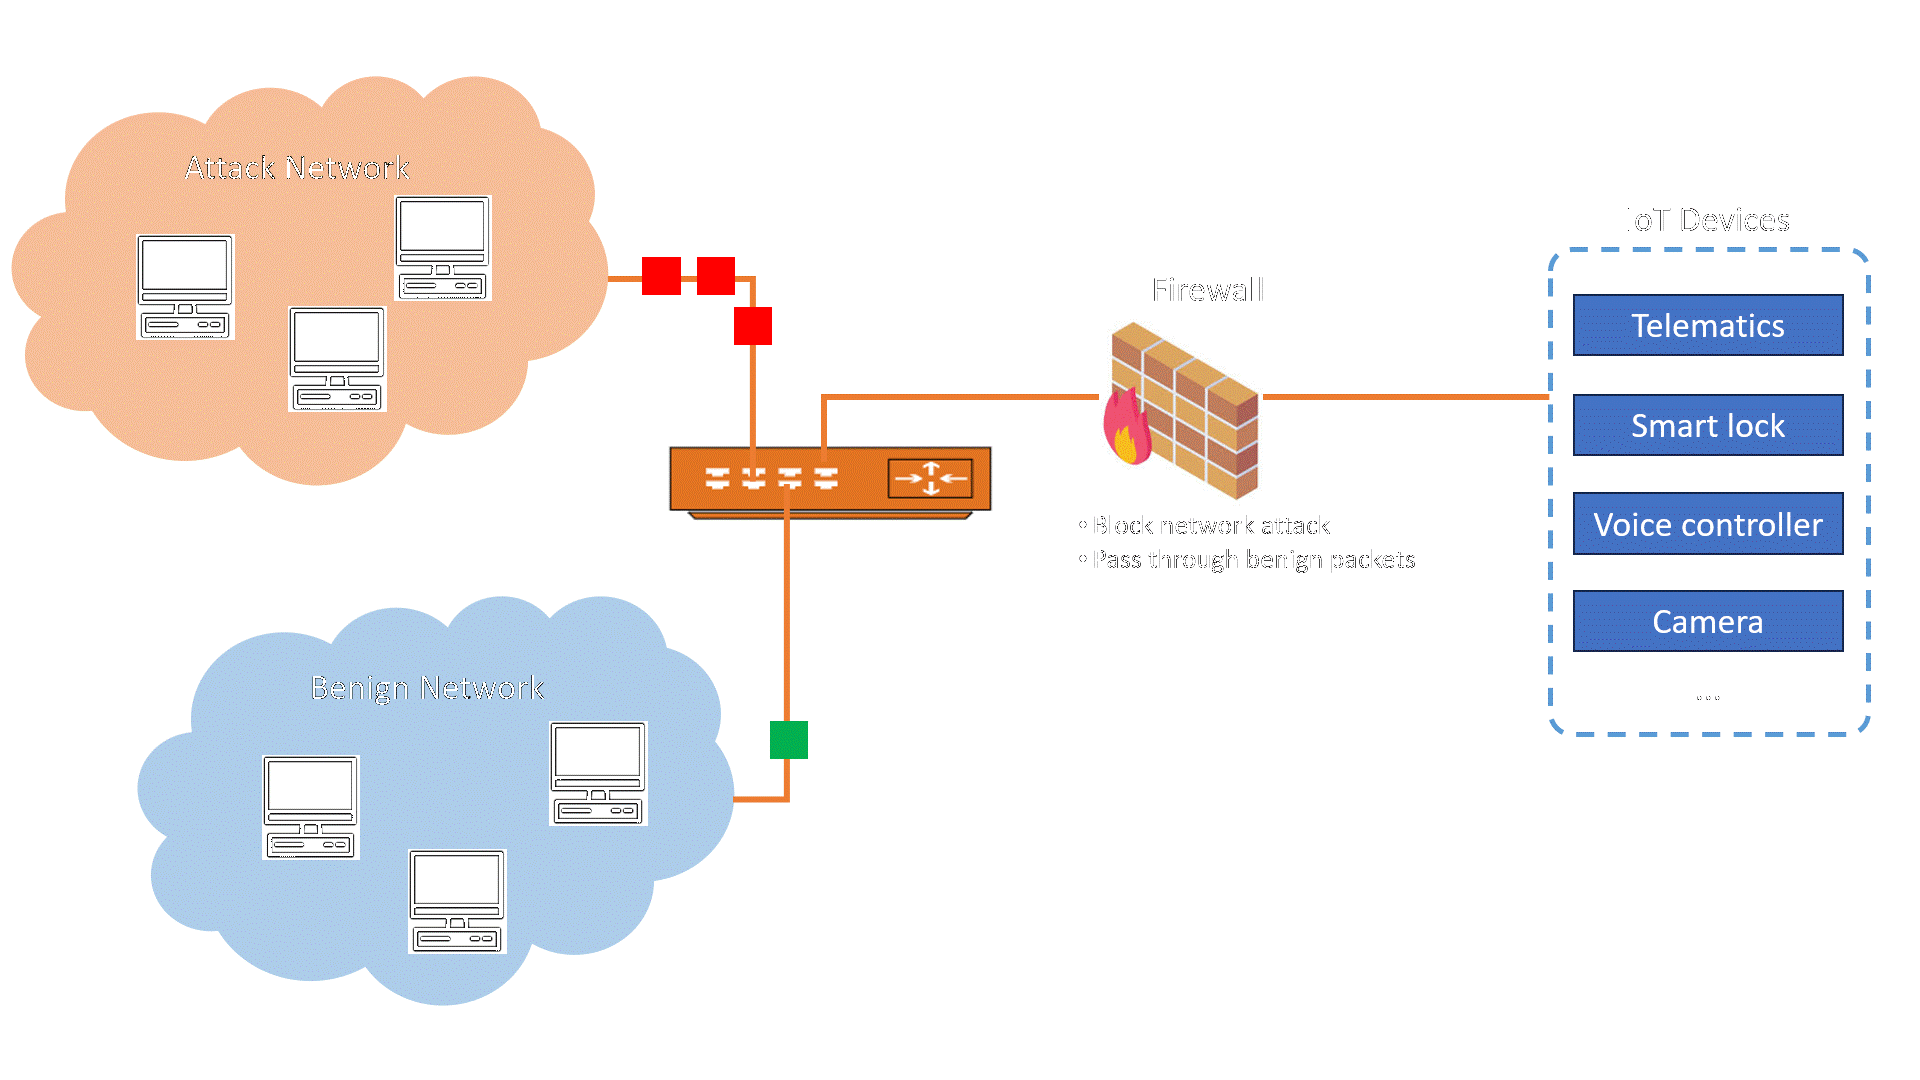 Attack Network
IoT Devices
Firewall
Telematics
Smart lock
Voice controller
• Block network attack
• Pass through benign packets
Camera
Benign Network
...